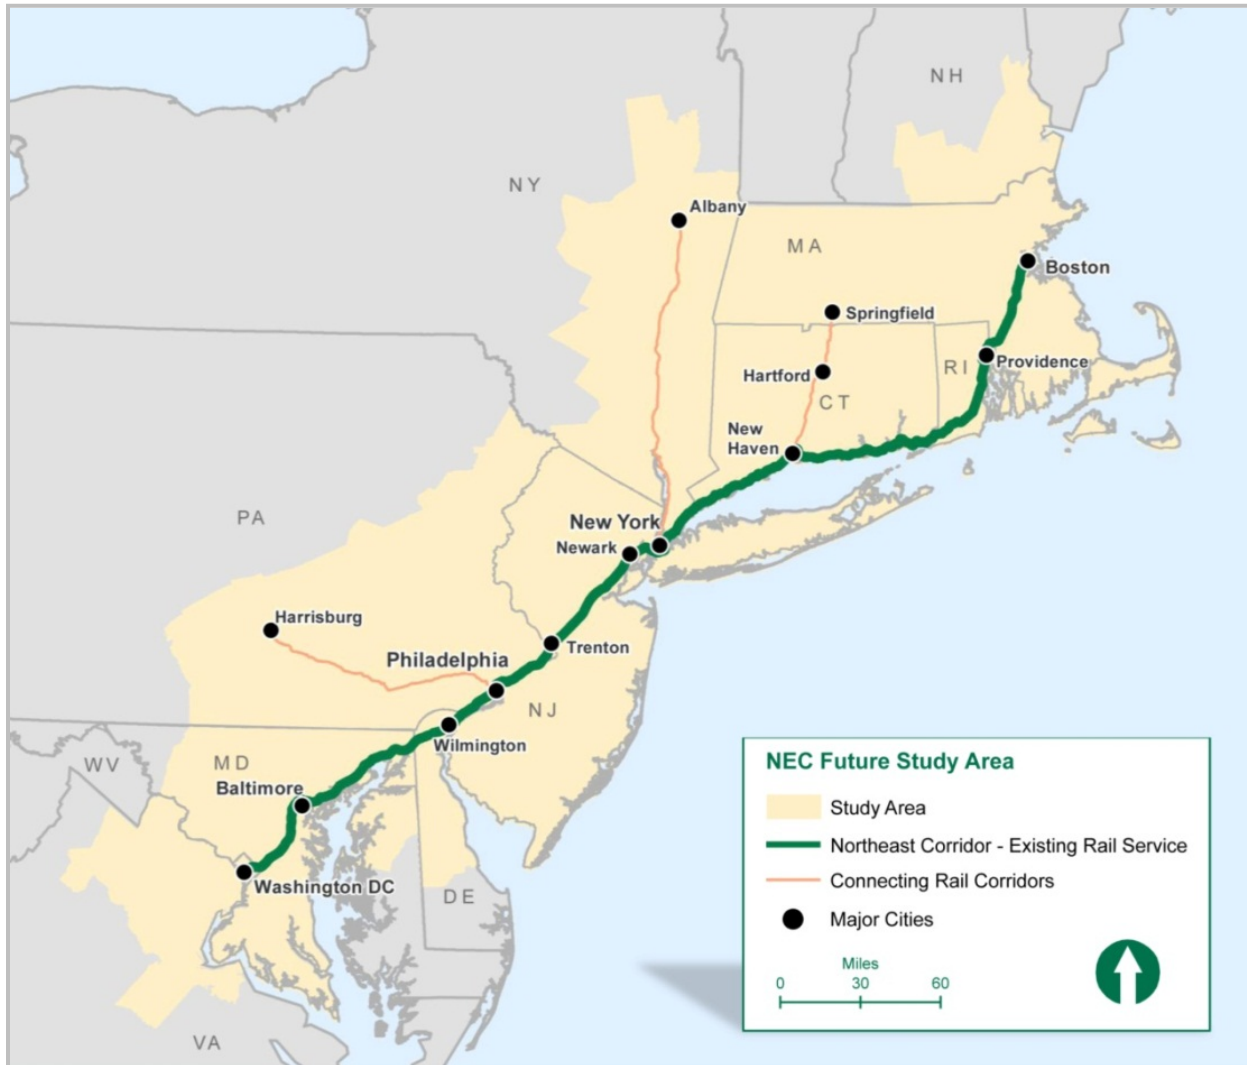 NH
NY
Albany
MA
Boston
Springfield
RI
Providence
Hartford
CT
New
Haven
PA
New York
Newark
Harrisburg
Trenton
Philadelphia
NJ
Wilmington
WV
MD
Baltimore
Washington DC
DE
VA
NEC Future Study Area
Study Area
Northeast Corridor - Existing Rail Service
Connecting Rail Corridors
Major Cities
Miles
0 30 60